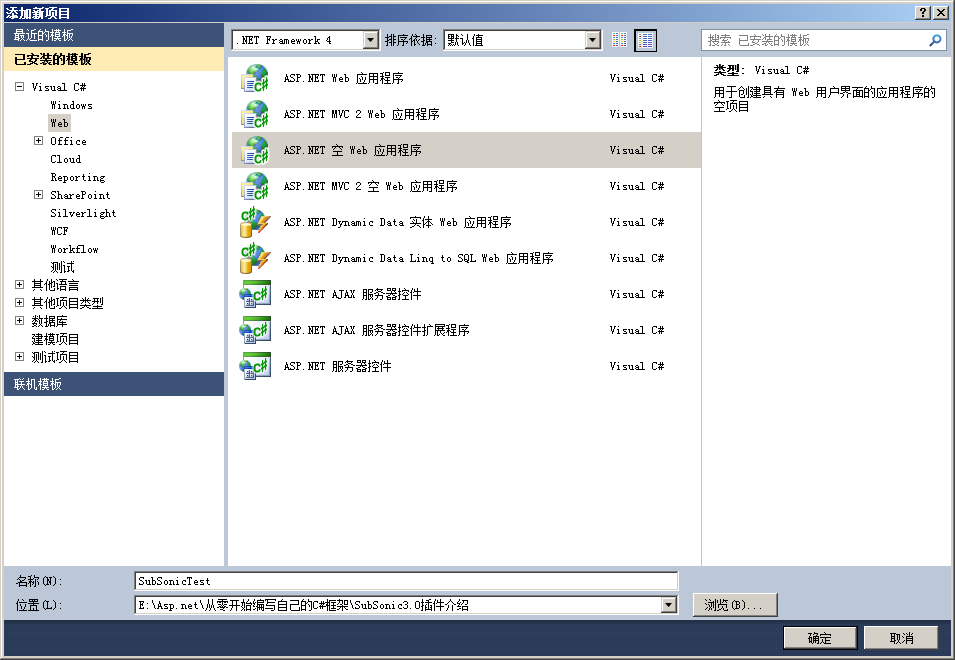 添加新项目
最近的模板
已安装的模板
Visual C#
Windows
Web
Office
Cloud
Reporting
SharePoint
Silverlight
WCF
Workflow
测试
其他语言
其他项目类型
数据库
建模项目
测试项目
联机模板
.NET Framework 4 排序依据: 默认值
ASP.NET Web 应用程序 Visual C#
ASP.NET MVC 2 Web 应用程序 Visual C#
ASP.NET 空 Web 应用程序 Visual C#
ASP.NET MVC 2 空 Web 应用程序 Visual C#
ASP.NET Dynamic Data 实体 Web 应用程序 Visual C#
ASP.NET Dynamic Data Linq to SQL Web 应用程序 Visual C#
ASP.NET AJAX 服务器控件 Visual C#
ASP.NET AJAX 服务器控件扩展程序 Visual C#
ASP.NET 服务器控件 Visual C#
搜索 已安装的模板
类型: Visual C#
用于创建具有 Web 用户界面的应用程序的
空项目
名称(N): SubSonicTest
位置(L): E:\Asp.net\从零开始编写自己的C#框架\SubSonic3.0插件介绍
浏览(B)...
确定 取消